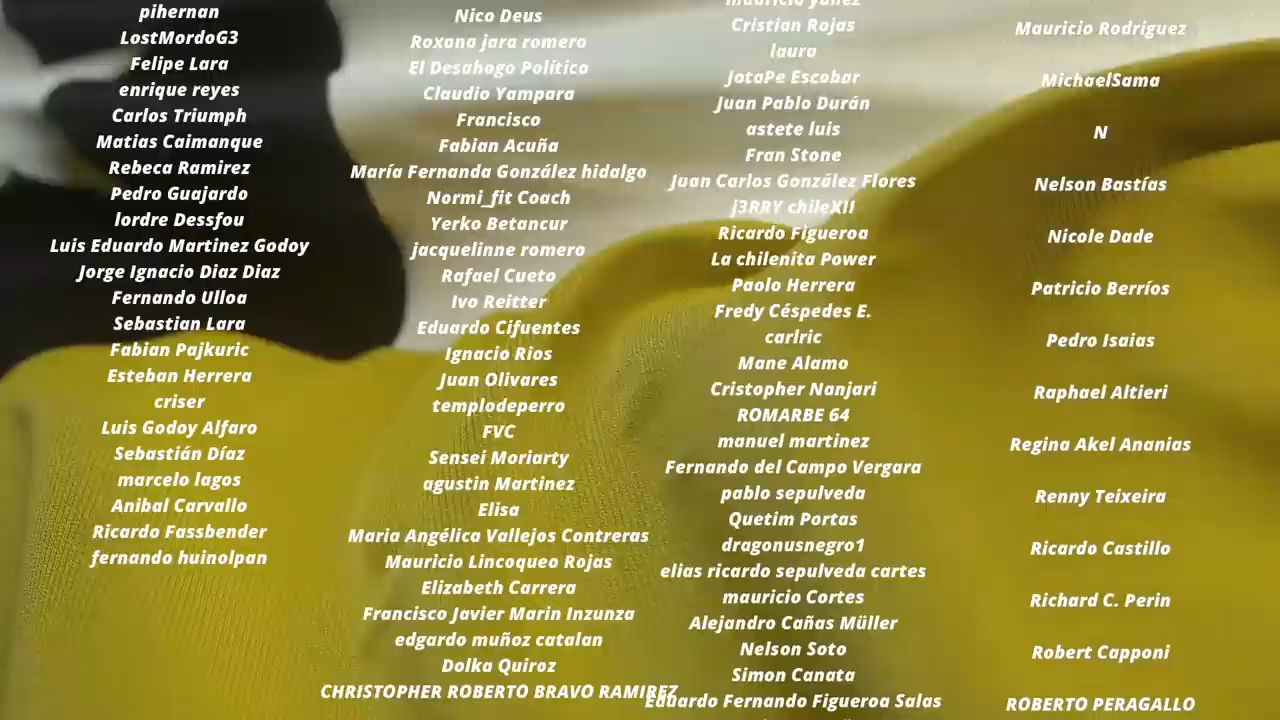 pihernan
LostMordoG3
Felipe Lara
enrique reyes
Carlos Triumph
Matias Caimanque
Rebeca Ramirez
Pedro Guajardo
lordre Dessfou
Luis Eduardo Martinez Godoy
Jorge Ignacio Diaz Diaz
Fernando Ulloa
Sebastian Lara
Fabian Pajkuric
Esteban Herrera
criser
Luis Godoy Alfaro
Sebastián Díaz
marcelo lagos
Anibal Carvallo
Ricardo Fassbender
fernando huinolpan
Nico Deus
Roxana jara romero
El Desahogo Político
Claudio Yampara
Francisco
Fabian Acuña
María Fernanda González hidalgo
Normi_fit Coach
Yerko Betancur
jacquelinne romero
Rafael Cueto
Ivo Reitter
Eduardo Cifuentes
Ignacio Rios
Juan Olivares
templodeperro
FVC
Sensei Moriarty
agustin Martinez
Elisa
Maria Angélica Vallejos Contreras
Mauricio Lincoqueo Rojas
Elizabeth Carrera
Francisco Javier Marin Inzunza
edgardo muñoz catalan
Dolka Quiroz
CHRISTOPHER ROBERTO BRAVO RAMIREZ
mauricio yañez
Cristian Rojas
laura
JotaPe Escobar
Juan Pablo Durán
astete luis
Fran Stone
Juan Carlos González Flores
j3RRY chileXII
Ricardo Figueroa
La chilenita Power
Paolo Herrera
Fredy Céspedes E.
carlric
Mane Alamo
Cristopher Nanjari
ROMARBE 64
manuel martinez
Fernando del Campo Vergara
pablo sepulveda
Quetim Portas
dragonusnegro1
elias ricardo sepulveda cartes
mauricio Cortes
Alejandro Cañas Müller
Nelson Soto
Simon Canata
Eduardo Fernando Figueroa Salas
Mauricio Rodriguez
MichaelSama
N
Nelson Bastías
Nicole Dade
Patricio Berríos
Pedro Isaias
Raphael Altieri
Regina Akel Ananias
Renny Teixeira
Ricardo Castillo
Richard C. Perin
Robert Capponi
ROBERTO PERAGALLO